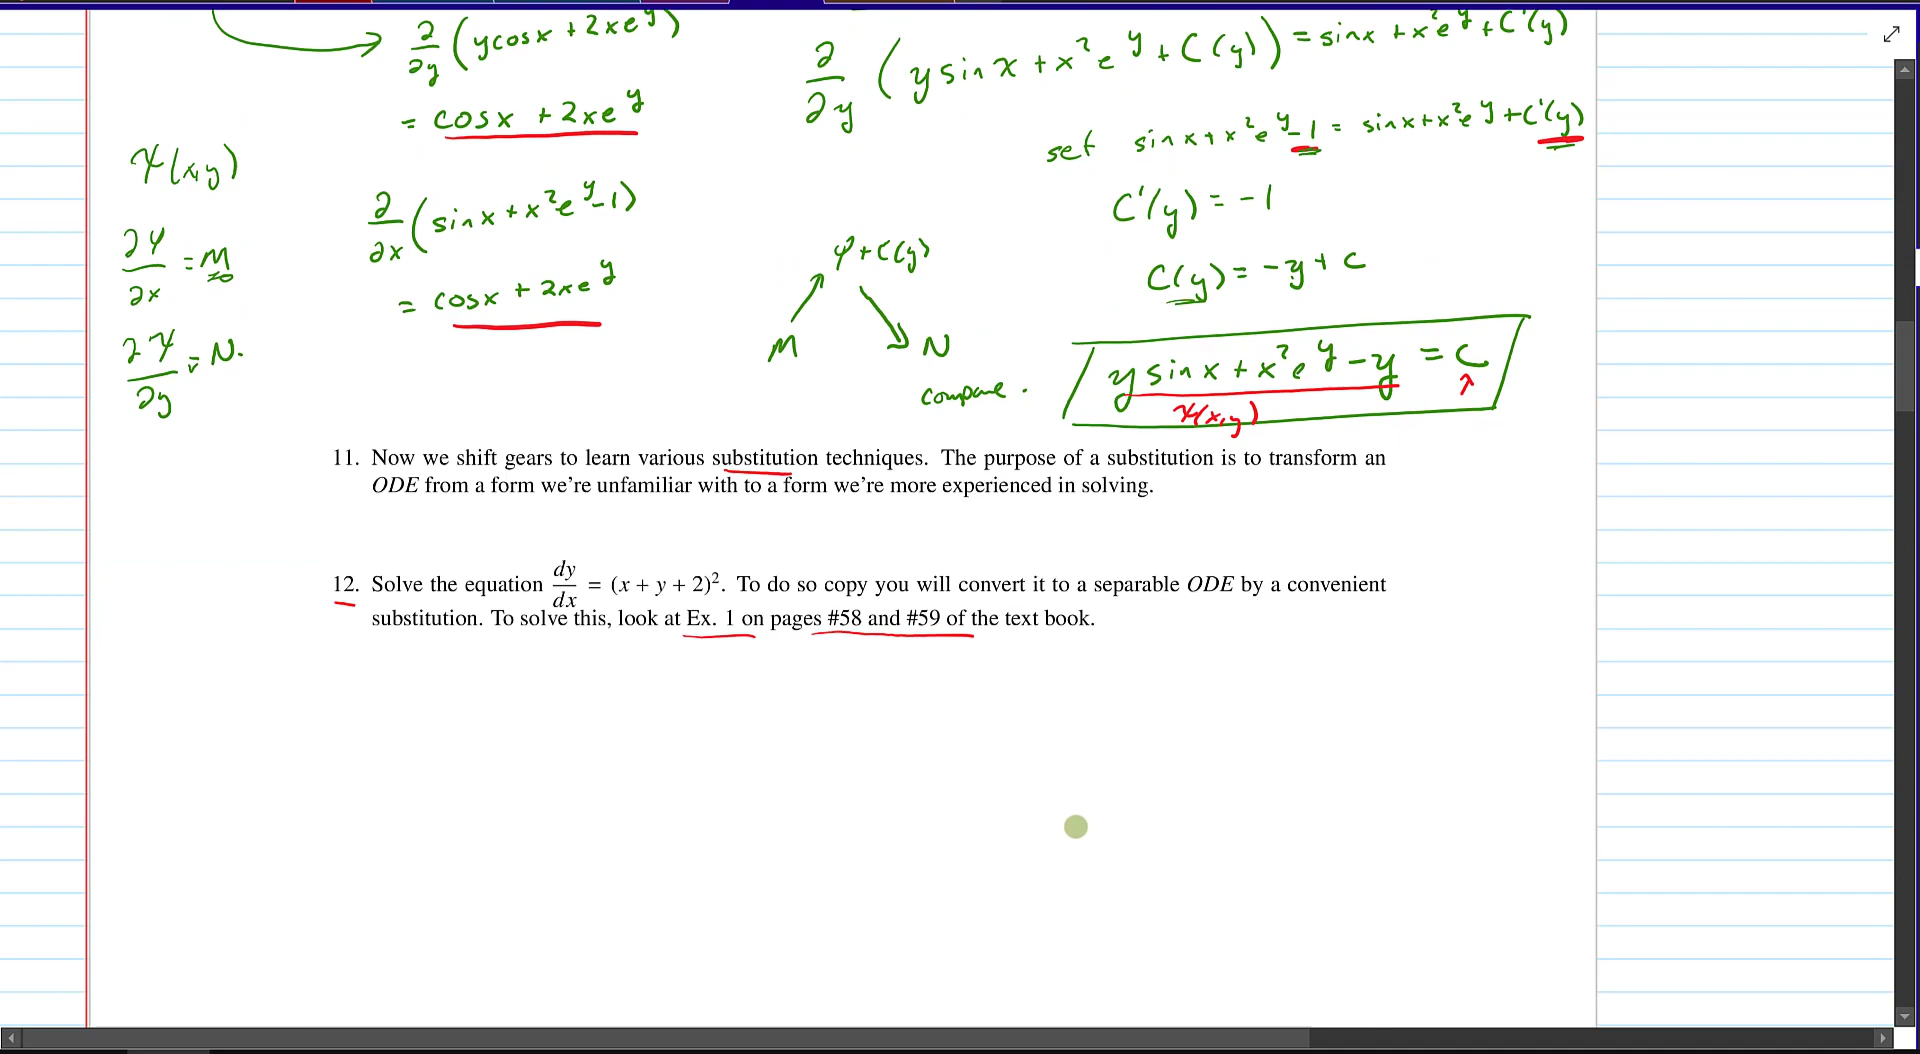 ∂/∂y (ycosx + 2xe^y)
= cosx + 2xe^y
ψ(x,y)
∂ψ/∂x = M
∂ψ/∂y = N.
∂/∂x (sinx + x²e^y - 1)
= cosx + 2xe^y
∂/∂y (y sinx + x²e^y + C(y)) = sinx + x²e^y + C'(y)
set sinx + x²e^y - 1 = sinx + x²e^y + C'(y)
C'(y) = -1
C(y) = -y + c
ψ + C(y)
M N
compare.
y sinx + x²e^y - y = C
ψ(x,y)
11. Now we shift gears to learn various substitution techniques. The purpose of a substitution is to transform an
ODE from a form we're unfamiliar with to a form we're more experienced in solving.
12. Solve the equation dy/dx = (x + y + 2)². To do so copy you will convert it to a separable ODE by a convenient
substitution. To solve this, look at Ex. 1 on pages #58 and #59 of the text book.